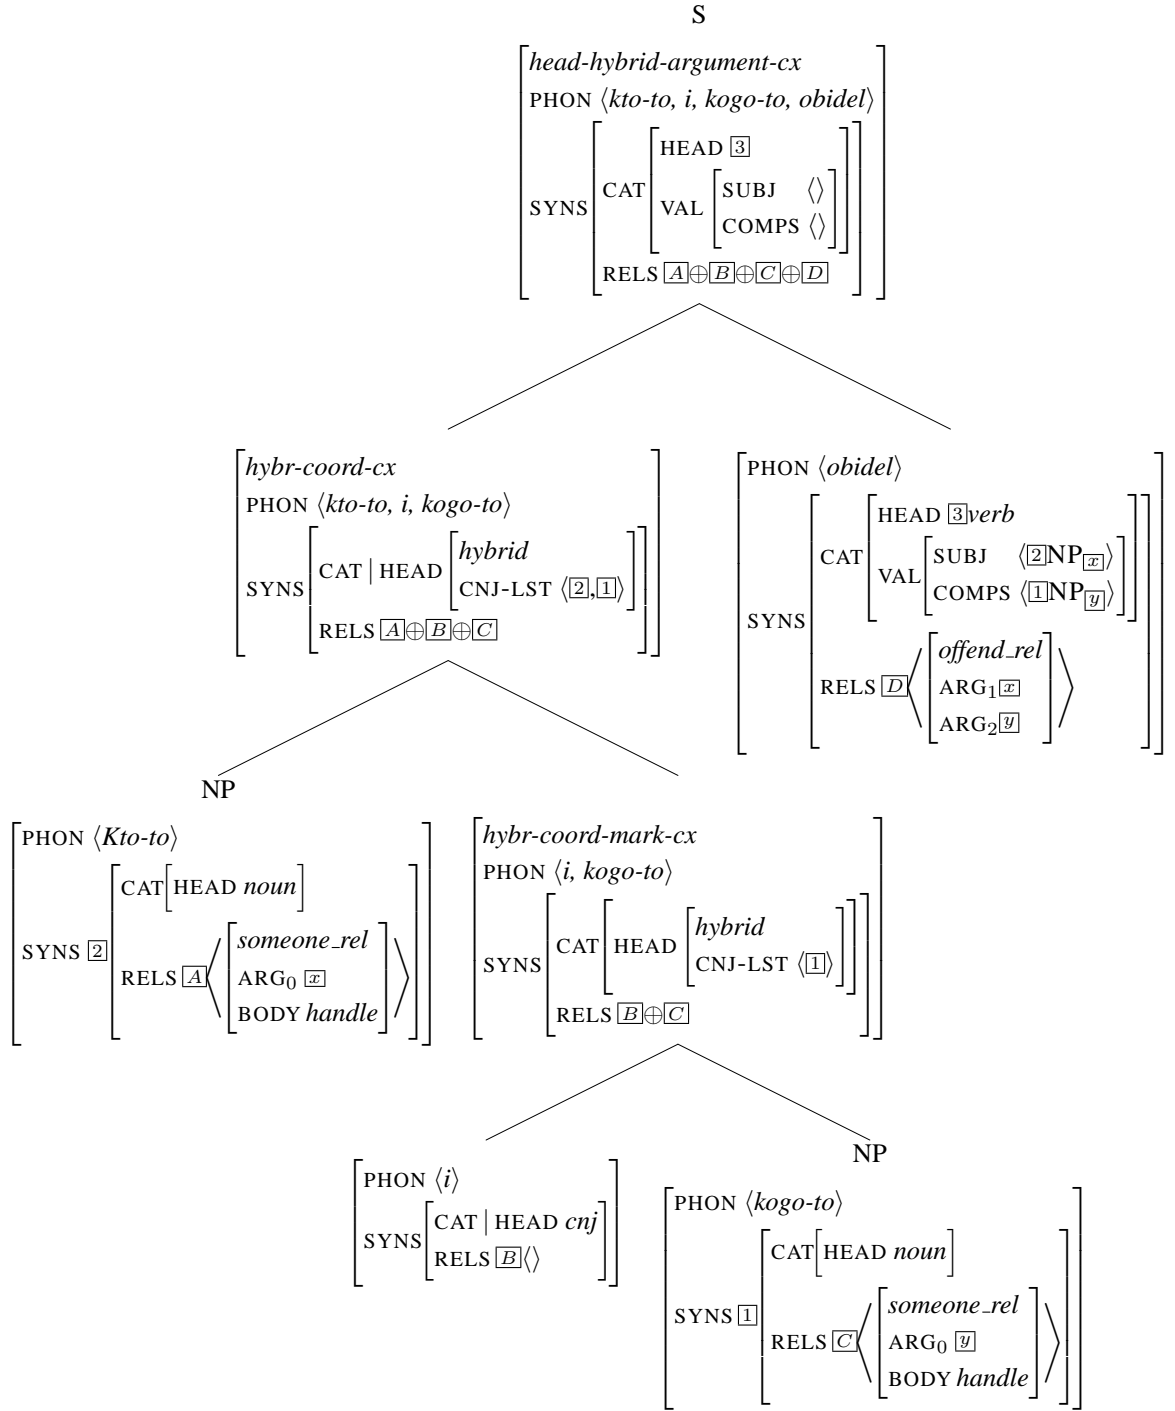 S
head-hybrid-argument-cx
PHON ⟨kto-to, i, kogo-to, obidel⟩
HEAD 3
SYNS CAT VAL SUBJ ⟨⟩
COMPS ⟨⟩
RELS A⊕B⊕C⊕D
hybr-coord-cx
PHON ⟨kto-to, i, kogo-to⟩
SYNS CAT | HEAD hybrid
CNJ-LST ⟨2,1⟩
RELS A⊕B⊕C
PHON ⟨obidel⟩
HEAD 3verb
SYNS CAT VAL SUBJ ⟨2NPx⟩
COMPS ⟨1NPy⟩
RELS D⟨offend_rel
ARG1 x
ARG2 y⟩
NP
PHON ⟨Kto-to⟩
CAT[HEAD noun]
SYNS 2
RELS A⟨someone_rel
ARG0 x
BODY handle⟩
hybr-coord-mark-cx
PHON ⟨i, kogo-to⟩
SYNS CAT HEAD hybrid
CNJ-LST ⟨1⟩
RELS B⊕C
PHON ⟨i⟩
SYNS CAT | HEAD cnj
RELS B⟨⟩
NP
PHON ⟨kogo-to⟩
CAT[HEAD noun]
SYNS 1
RELS C⟨someone_rel
ARG0 y
BODY handle⟩